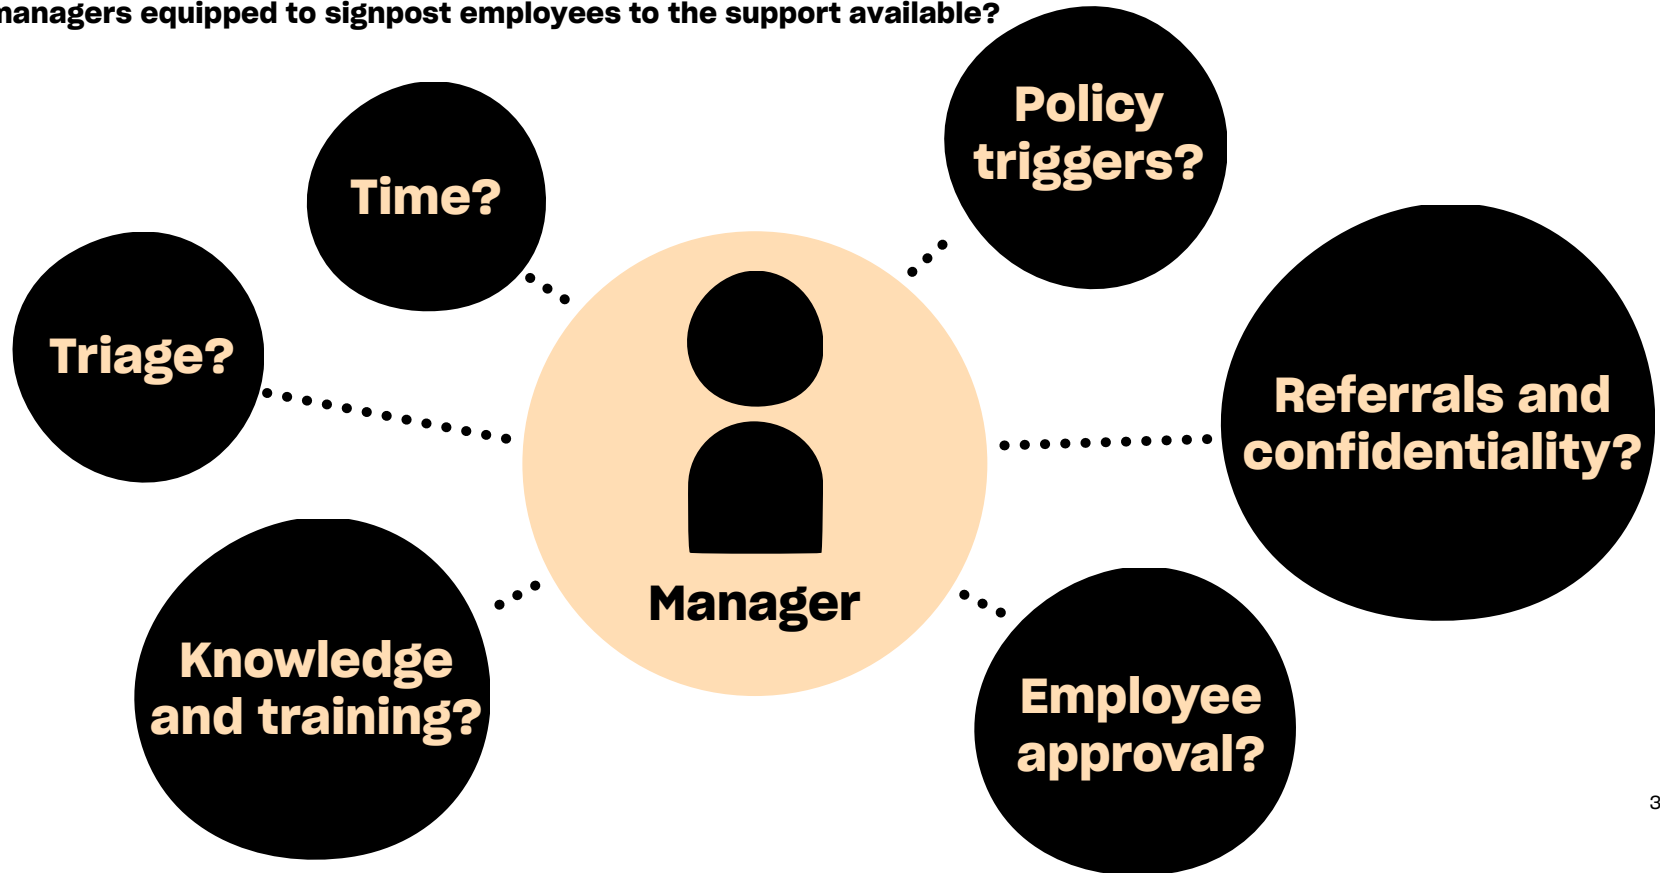 managers equipped to signpost employees to the support available?
Policy
triggers?
Time?
Triage?
Referrals and
confidentiality?
Manager
Knowledge
and training?
Employee
approval?
3